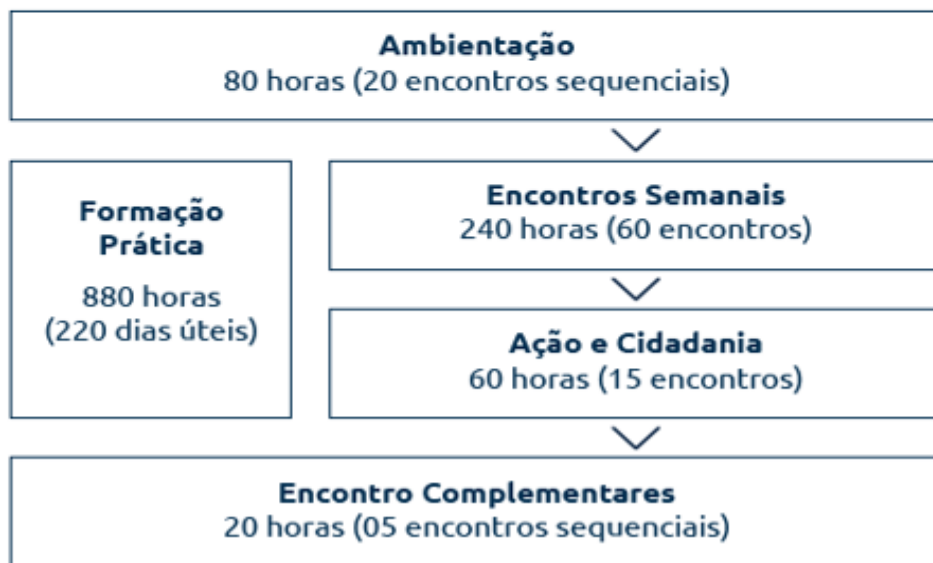 Ambientação
80 horas (20 encontros sequenciais)
Formação
Prática
880 horas
(220 dias úteis)
Encontros Semanais
240 horas (60 encontros)
Ação e Cidadania
60 horas (15 encontros)
Encontro Complementares
20 horas (05 encontros sequenciais)